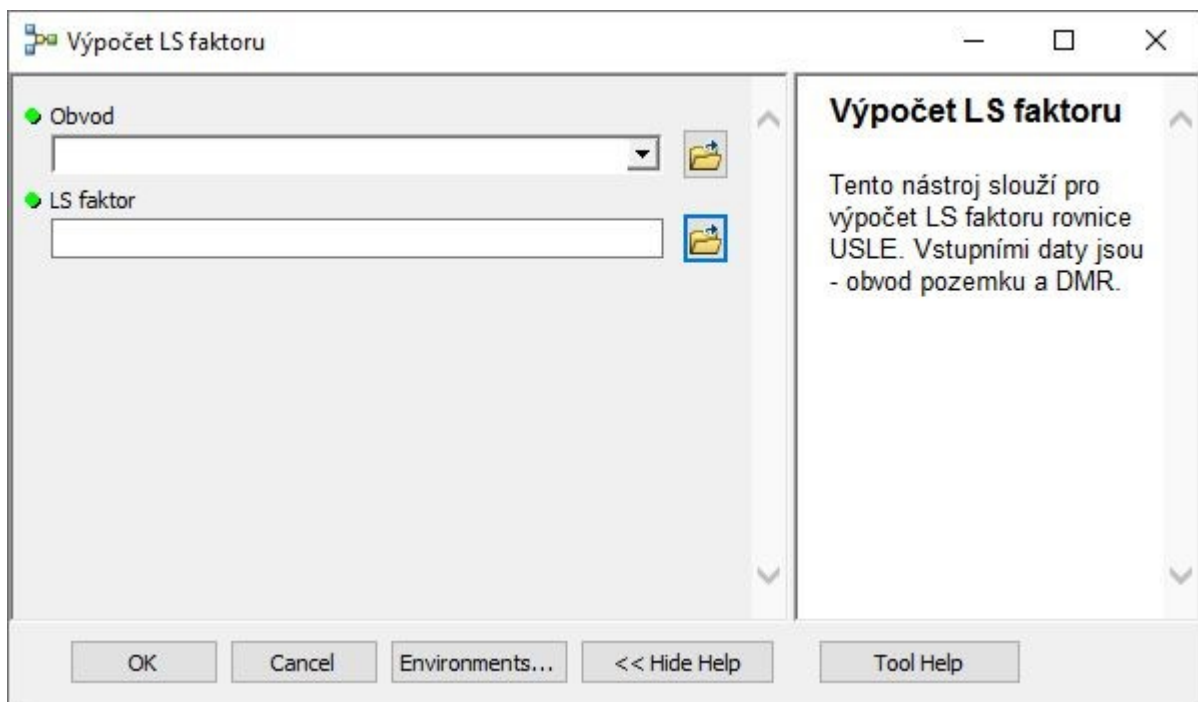 Výpočet LS faktoru
Obvod
LS faktor
Výpočet LS faktoru
Tento nástroj slouží pro
výpočet LS faktoru rovnice
USLE. Vstupními daty jsou
- obvod pozemku a DMR.
OK
Cancel
Environments...
<< Hide Help
Tool Help